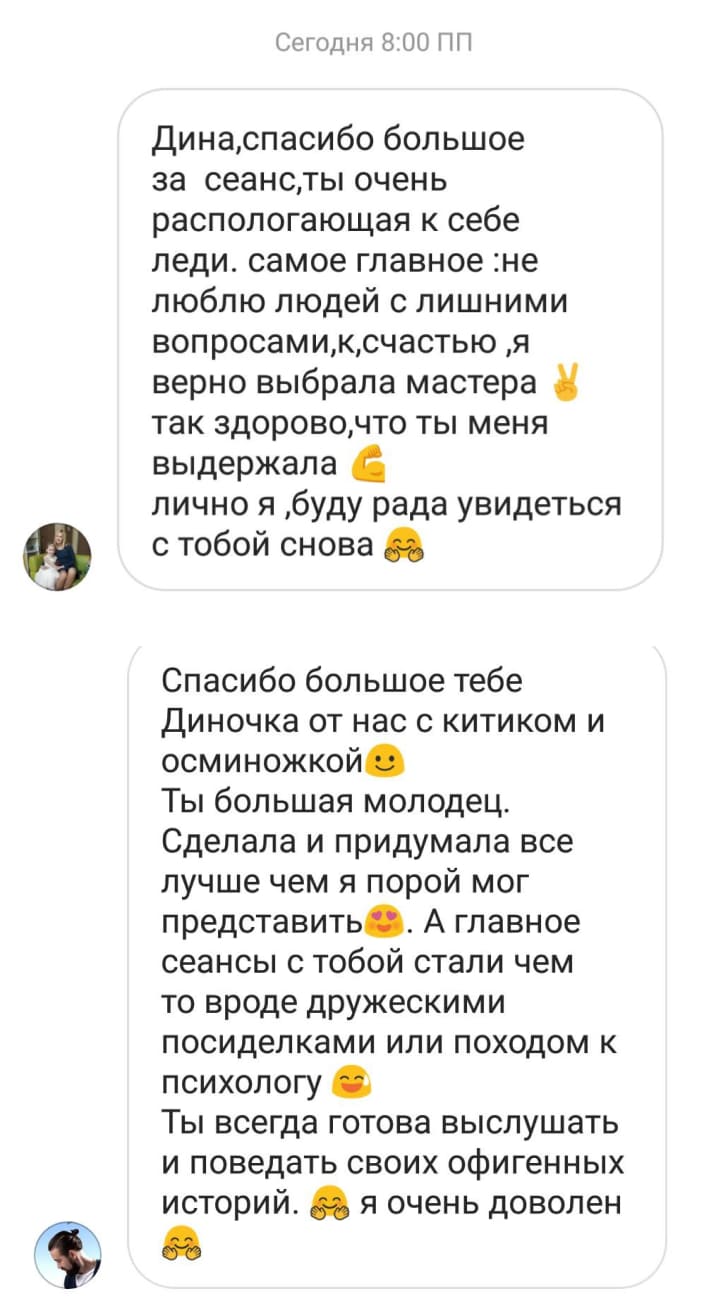 Сегодня 8:00 ПП
Дина,спасибо большое
за сеанс,ты очень
распологающая к себе
леди. самое главное :не
люблю людей с лишними
вопросами,к,счастью ,я
верно выбрала мастера ✌
так здорово,что ты меня
выдержала 💪
лично я ,буду рада увидеться
с тобой снова 🤗
Спасибо большое тебе
Диночка от нас с китиком и
осминожкой🙂
Ты большая молодец.
Сделала и придумала все
лучше чем я порой мог
представить😍. А главное
сеансы с тобой стали чем
то вроде дружескими
посиделками или походом к
психологу 😅
Ты всегда готова выслушать
и поведать своих офигенных
историй. 🤗 я очень доволен
🤗